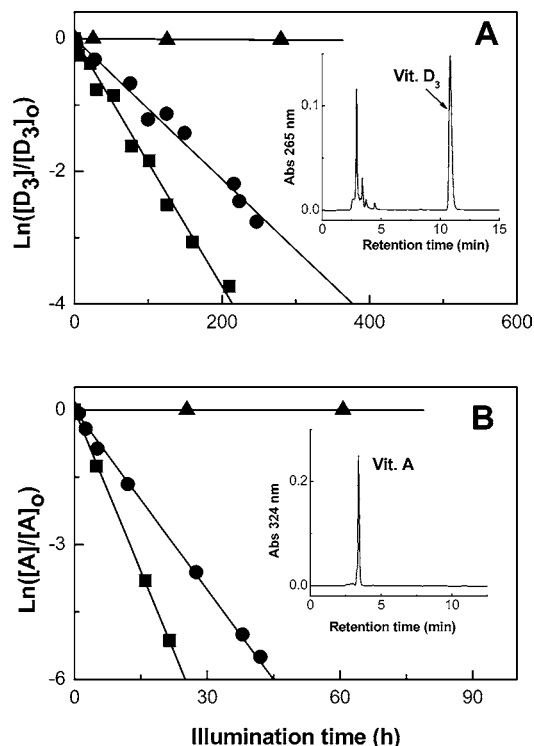 A
0
-2
-4
Ln([D3]/[D3]o)
0 200 400 600
Vit. D3
0.1
0.0
Abs 265 nm
0 5 10 15
Retention time (min)
B
0
-3
-6
Ln([A]/[A]o)
0 30 60 90
Vit. A
0.2
0.0
Abs 324 nm
0 5 10
Retention time (min)
Illumination time (h)